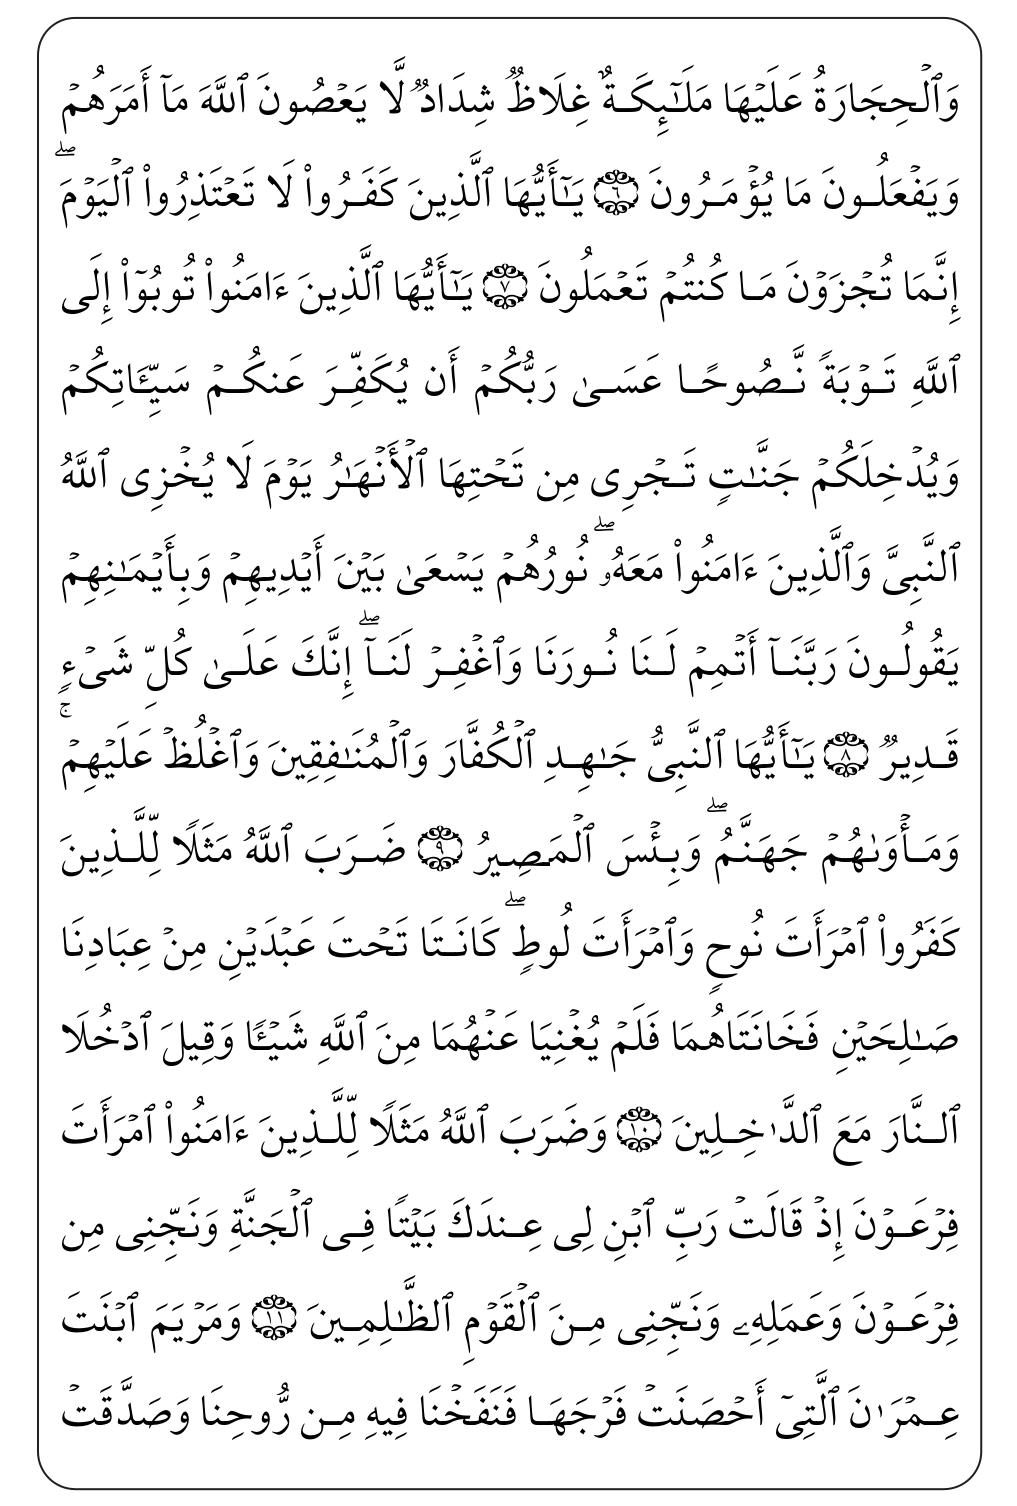 وَٱلۡحِجَارَةُ عَلَيۡهَا مَلَـٰٓئِكَةٌ غِلَاظٌ شِدَادٌ لَّا يَعۡصُونَ ٱللَّهَ مَآ أَمَرَهُمۡ
وَيَفۡعَلُونَ مَا يُؤۡمَرُونَ ٦ يَـٰٓأَيُّهَا ٱلَّذِينَ كَفَرُواْ لَا تَعۡتَذِرُواْ ٱلۡيَوۡمَۖ
إِنَّمَا تُجۡزَوۡنَ مَا كُنتُمۡ تَعۡمَلُونَ ٧ يَـٰٓأَيُّهَا ٱلَّذِينَ ءَامَنُواْ تُوبُوٓاْ إِلَى
ٱللَّهِ تَوۡبَةً نَّصُوحًا عَسَىٰ رَبُّكُمۡ أَن يُكَفِّرَ عَنكُمۡ سَيِّـَٔاتِكُمۡ
وَيُدۡخِلَكُمۡ جَنَّـٰتٍ تَجۡرِى مِن تَحۡتِهَا ٱلۡأَنۡهَـٰرُ يَوۡمَ لَا يُخۡزِى ٱللَّهُ
ٱلنَّبِىَّ وَٱلَّذِينَ ءَامَنُواْ مَعَهُۥۖ نُورُهُمۡ يَسۡعَىٰ بَيۡنَ أَيۡدِيهِمۡ وَبِأَيۡمَـٰنِهِمۡ
يَقُولُونَ رَبَّنَآ أَتۡمِمۡ لَنَا نُورَنَا وَٱغۡفِرۡ لَنَآۖ إِنَّكَ عَلَىٰ كُلِّ شَىۡءٍ
قَدِيرٌ ٨ يَـٰٓأَيُّهَا ٱلنَّبِىُّ جَـٰهِدِ ٱلۡكُفَّارَ وَٱلۡمُنَـٰفِقِينَ وَٱغۡلُظۡ عَلَيۡهِمۡۚ
وَمَأۡوَىٰهُمۡ جَهَنَّمُۖ وَبِئۡسَ ٱلۡمَصِيرُ ٩ ضَرَبَ ٱللَّهُ مَثَلًا لِّلَّذِينَ
كَفَرُواْ ٱمۡرَأَتَ نُوحٍ وَٱمۡرَأَتَ لُوطٍۖ كَانَتَا تَحۡتَ عَبۡدَيۡنِ مِنۡ عِبَادِنَا
صَـٰلِحَيۡنِ فَخَانَتَاهُمَا فَلَمۡ يُغۡنِيَا عَنۡهُمَا مِنَ ٱللَّهِ شَيۡـًٔا وَقِيلَ ٱدۡخُلَا
ٱلنَّارَ مَعَ ٱلدَّٰخِلِينَ ١٠ وَضَرَبَ ٱللَّهُ مَثَلًا لِّلَّذِينَ ءَامَنُواْ ٱمۡرَأَتَ
فِرۡعَوۡنَ إِذۡ قَالَتۡ رَبِّ ٱبۡنِ لِى عِندَكَ بَيۡتًا فِى ٱلۡجَنَّةِ وَنَجِّنِى مِن
فِرۡعَوۡنَ وَعَمَلِهِۦ وَنَجِّنِى مِنَ ٱلۡقَوۡمِ ٱلظَّـٰلِمِينَ ١١ وَمَرۡيَمَ ٱبۡنَتَ
عِمۡرَٰنَ ٱلَّتِىٓ أَحۡصَنَتۡ فَرۡجَهَا فَنَفَخۡنَا فِيهِ مِن رُّوحِنَا وَصَدَّقَتۡ